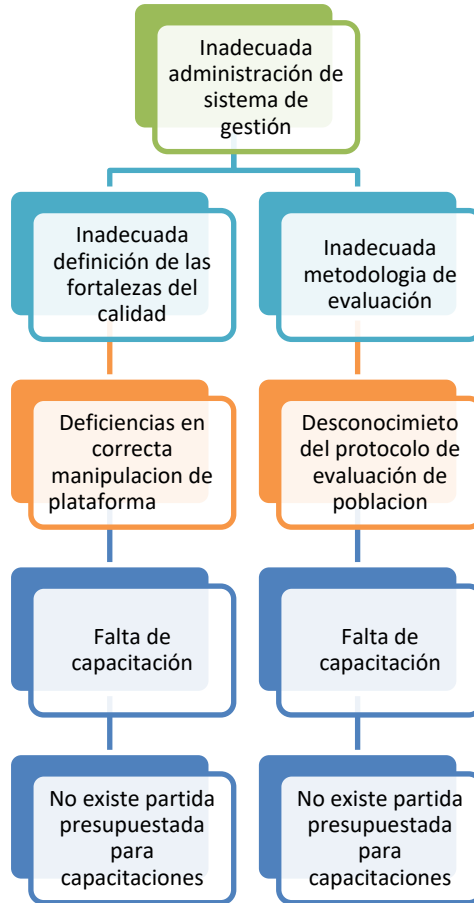 Inadecuada
administración de
sistema de
gestión
Inadecuada
definición de las
fortalezas del
calidad
Inadecuada
metodologia de
evaluación
Deficiencias en
correcta
manipulacion de
plataforma
Desconocimieto
del protocolo de
evaluación de
poblacion
Falta de
capacitación
Falta de
capacitación
No existe partida
presupuestada
para
capacitaciones
No existe partida
presupuestada
para
capacitaciones